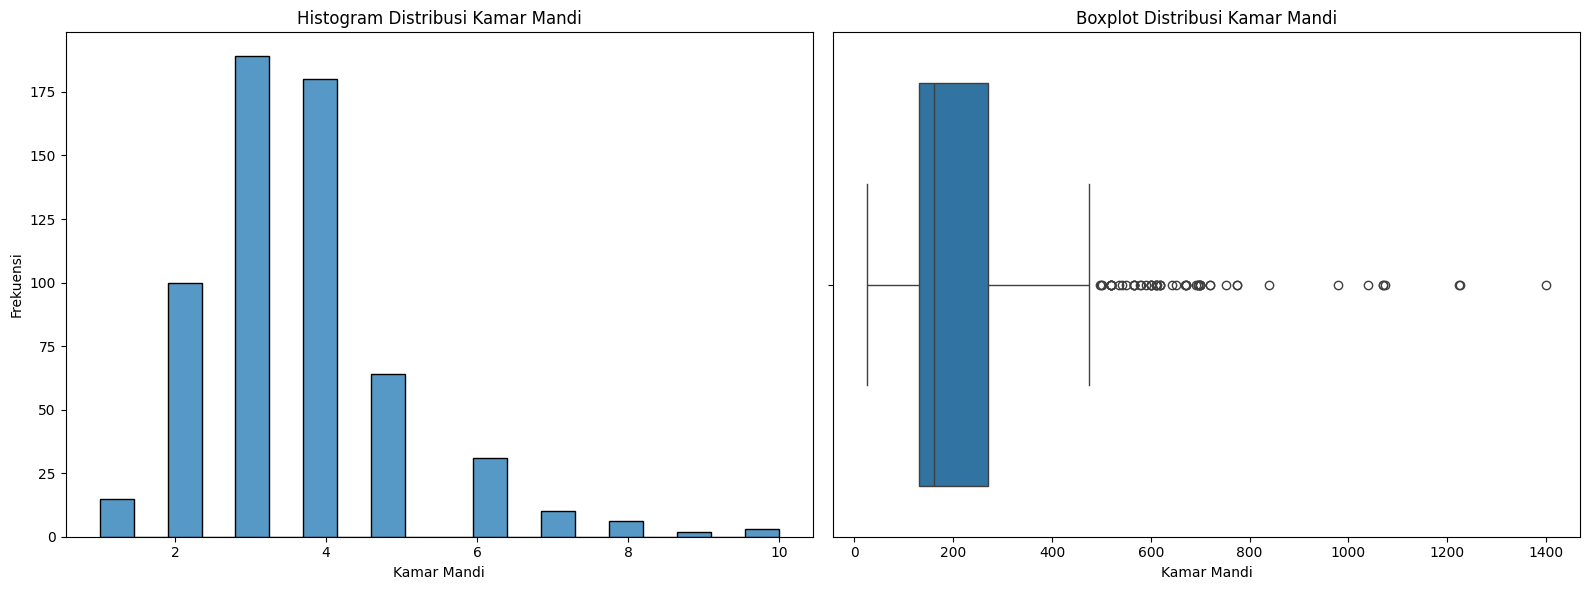 Histogram Distribusi Kamar Mandi
Frekuensi
175
150
125
100
75
50
25
0
2 4 6 8 10
Kamar Mandi
Boxplot Distribusi Kamar Mandi
0 200 400 600 800 1000 1200 1400
Kamar Mandi